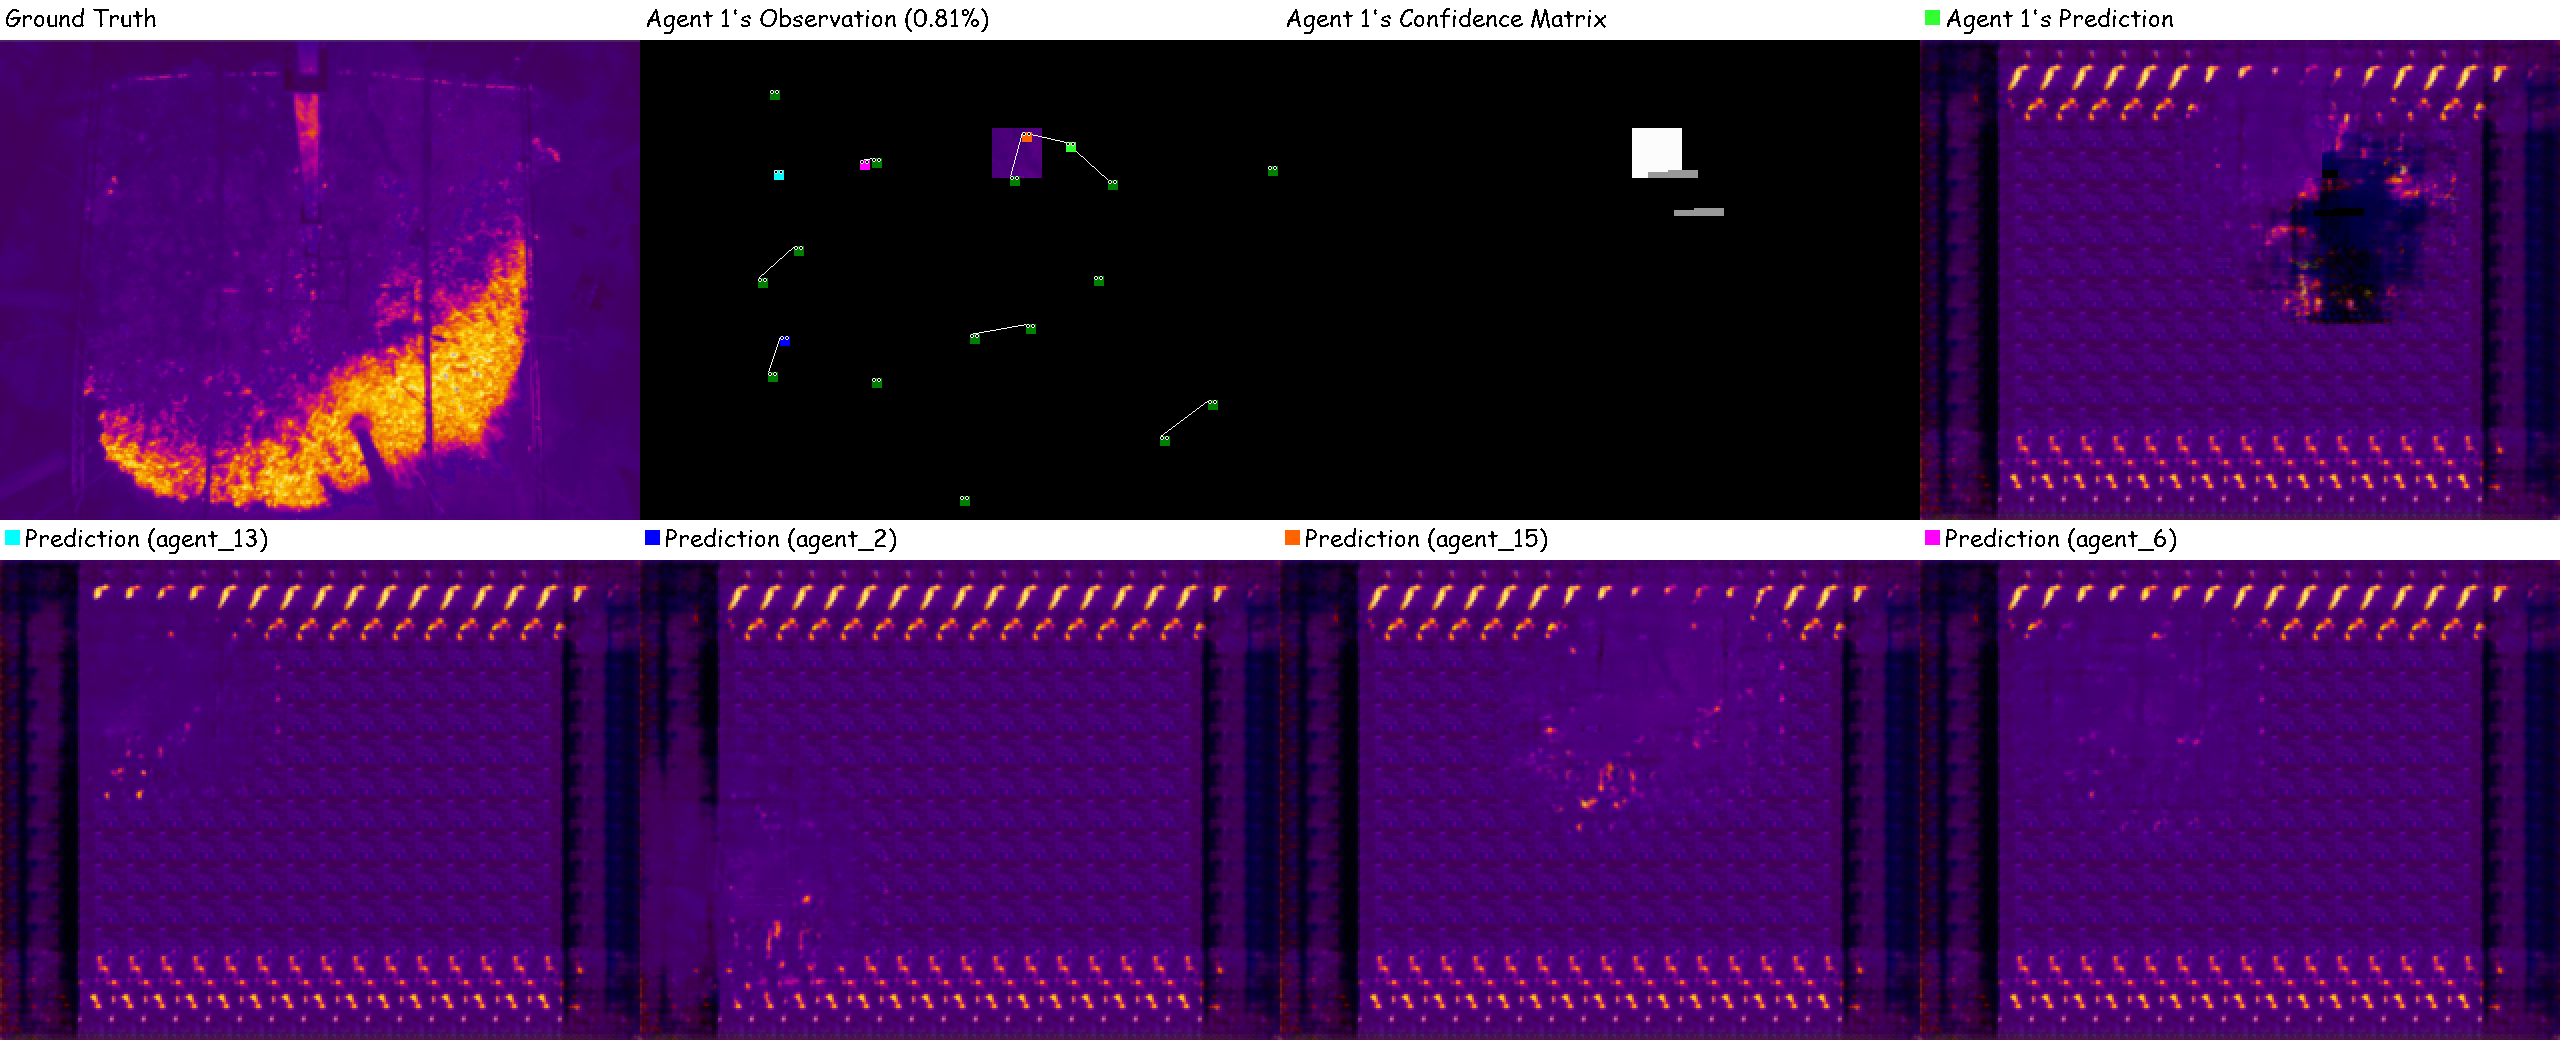 Ground Truth
Agent 1's Observation (0.81%)
Agent 1's Confidence Matrix
Agent 1's Prediction
Prediction (agent_13)
Prediction (agent_2)
Prediction (agent_15)
Prediction (agent_6)